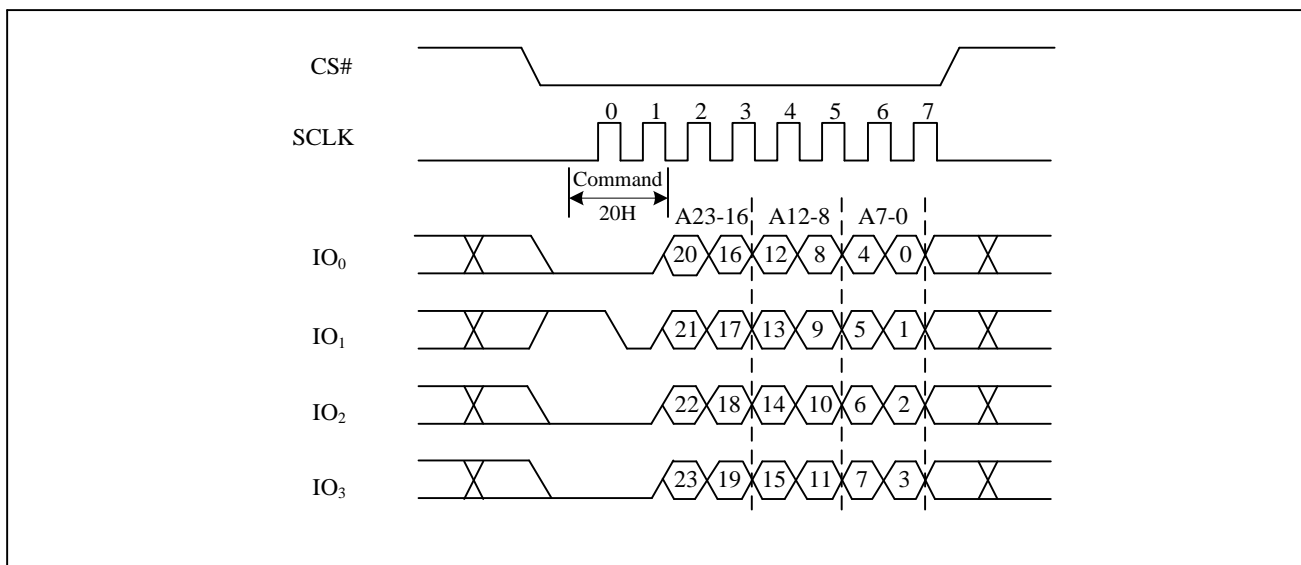 CS#
0 1 2 3 4 5 6 7
SCLK
Command
20H
A23-16 A12-8 A7-0
IO0 20 16 12 8 4 0
IO1 21 17 13 9 5 1
IO2 22 18 14 10 6 2
IO3 23 19 15 11 7 3